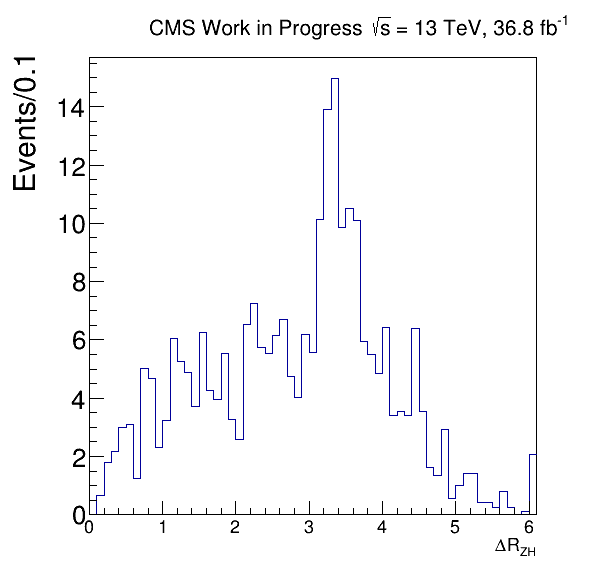 CMS Work in Progress √s = 13 TeV, 36.8 fb⁻¹
Events/0.1
14
12
10
8
6
4
2
0
0 1 2 3 4 5 6
ΔR_ZH